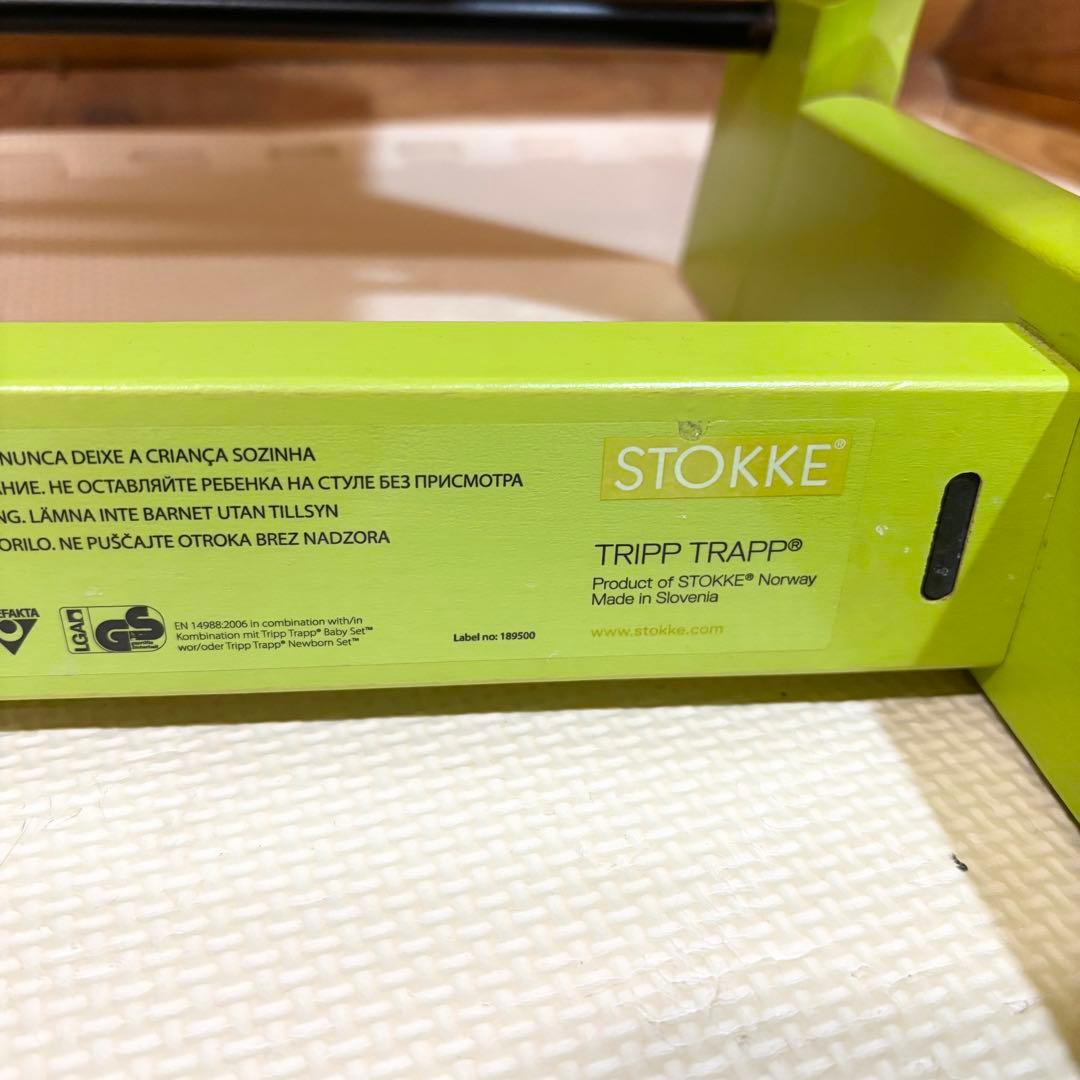 NUNCA DEIXE A CRIANÇA SOZINHA
НИЕ. НЕ ОСТАВЛЯЙТЕ РЕБЕНКА НА СТУЛЕ БЕЗ ПРИСМОТРА
NG. LÄMNA INTE BARNET UTAN TILLSYN
ORILO. NE PUŠČAJTE OTROKA BREZ NADZORA
EFAKTA
LGA
GS
EN 14988:2006 in combination with/in
Kombination mit Tripp Trapp® Baby Set™
wor/oder Tripp Trapp® Newborn Set™
Label no: 189500
STOKKE®
TRIPP TRAPP®
Product of STOKKE® Norway
Made in Slovenia
www.stokke.com